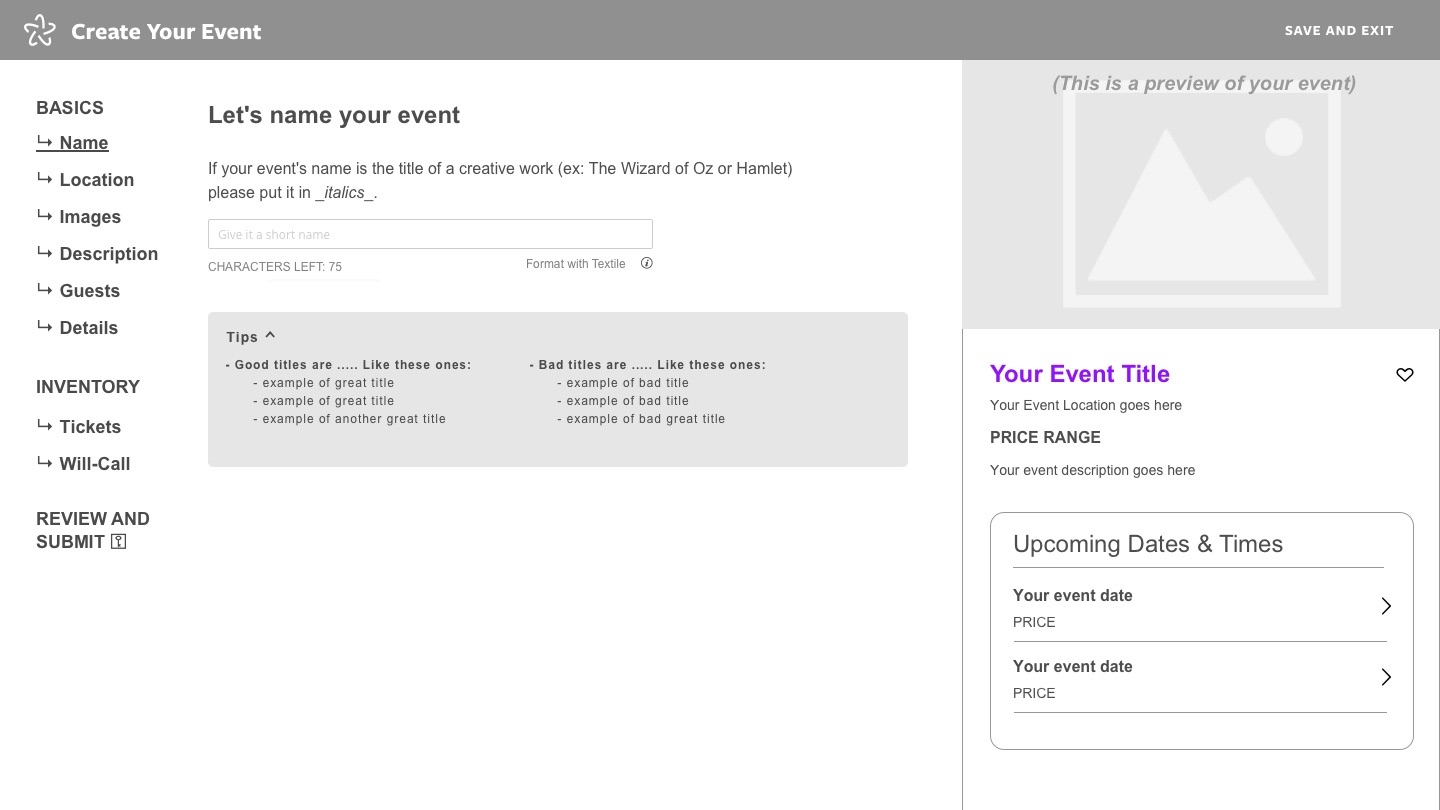 Create Your Event
SAVE AND EXIT
BASICS
Name
Location
Images
Description
Guests
Details
INVENTORY
Tickets
Will-Call
REVIEW AND
SUBMIT
Let's name your event
If your event's name is the title of a creative work (ex: The Wizard of Oz or Hamlet)
please put it in _italics_.
Give it a short name
CHARACTERS LEFT: 75
Format with Textile
Tips
- Good titles are ..... Like these ones:
- example of great title
- example of great title
- example of another great title
- Bad titles are ..... Like these ones:
- example of bad title
- example of bad title
- example of bad great title
(This is a preview of your event)
Your Event Title
Your Event Location goes here
PRICE RANGE
Your event description goes here
Upcoming Dates & Times
Your event date
PRICE
Your event date
PRICE